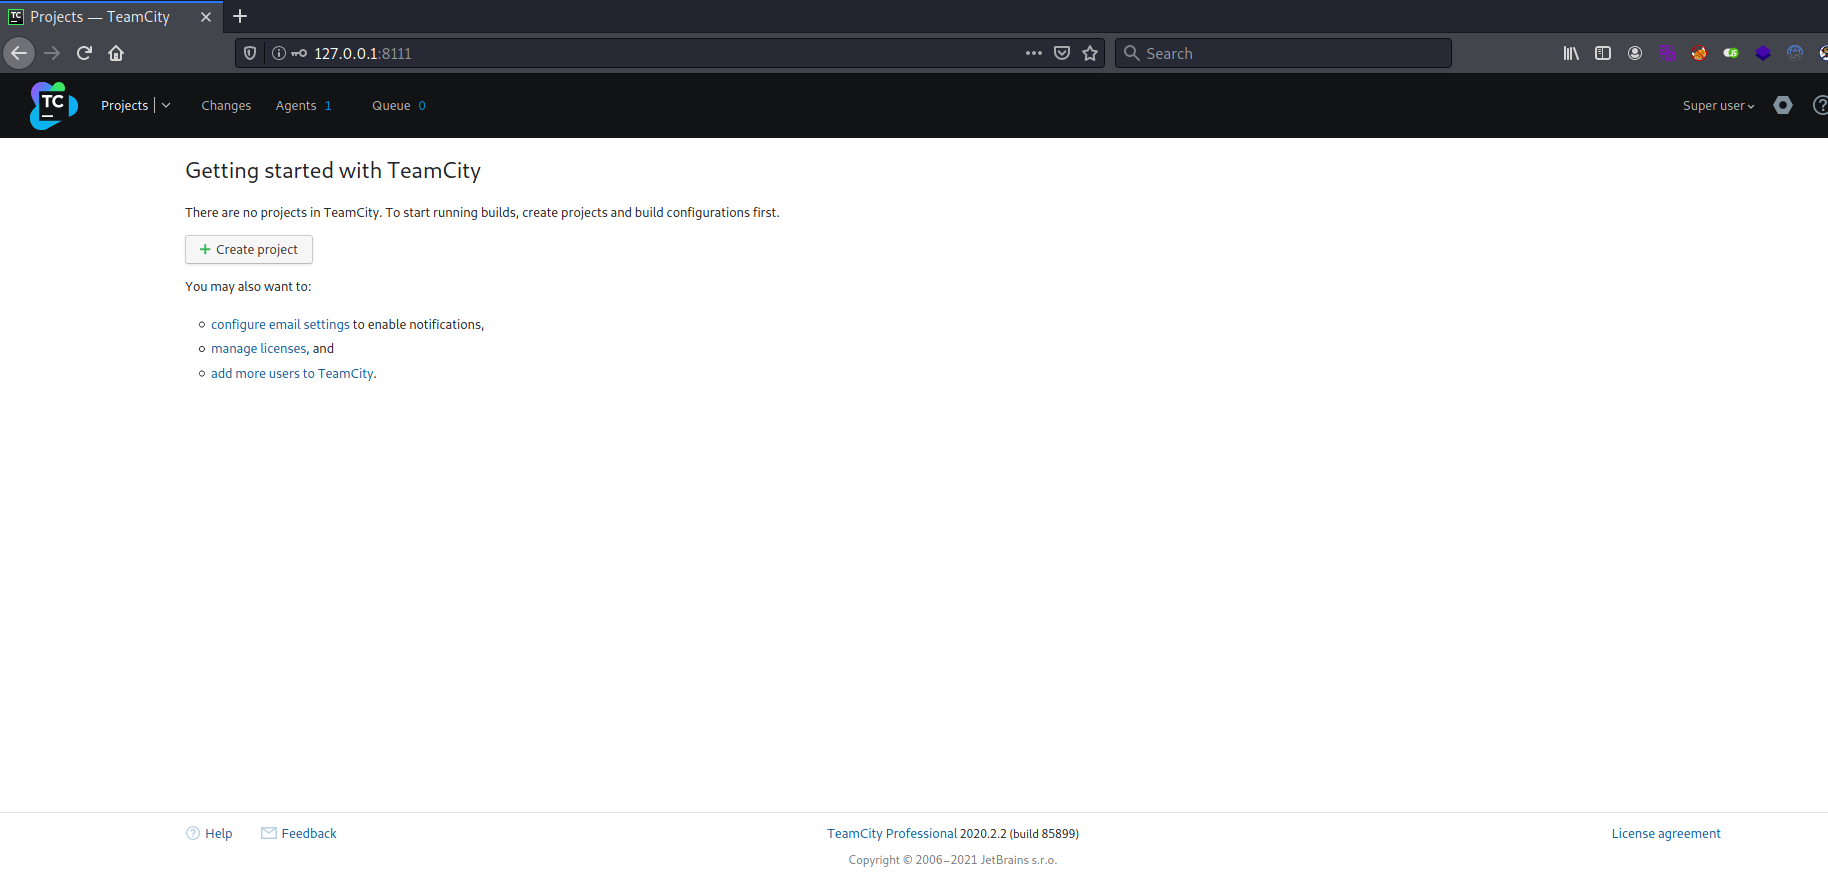 TC Projects — TeamCity
127.0.0.1:8111
Search
TC
Projects
Changes
Agents 1
Queue 0
Super user
Getting started with TeamCity
There are no projects in TeamCity. To start running builds, create projects and build configurations first.
+ Create project
You may also want to:
configure email settings to enable notifications,
manage licenses, and
add more users to TeamCity.
Help
Feedback
TeamCity Professional 2020.2.2 (build 85899)
License agreement
Copyright © 2006–2021 JetBrains s.r.o.